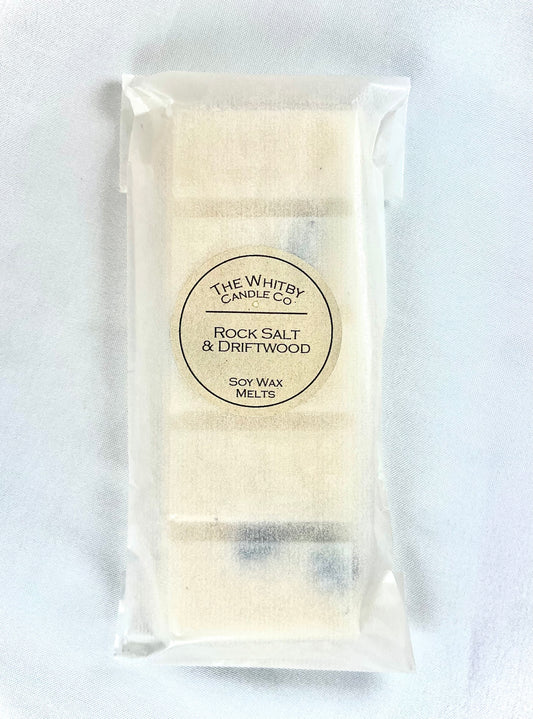 The Whitby
Candle Co
Rock Salt
& Driftwood
Soy Wax
Melts